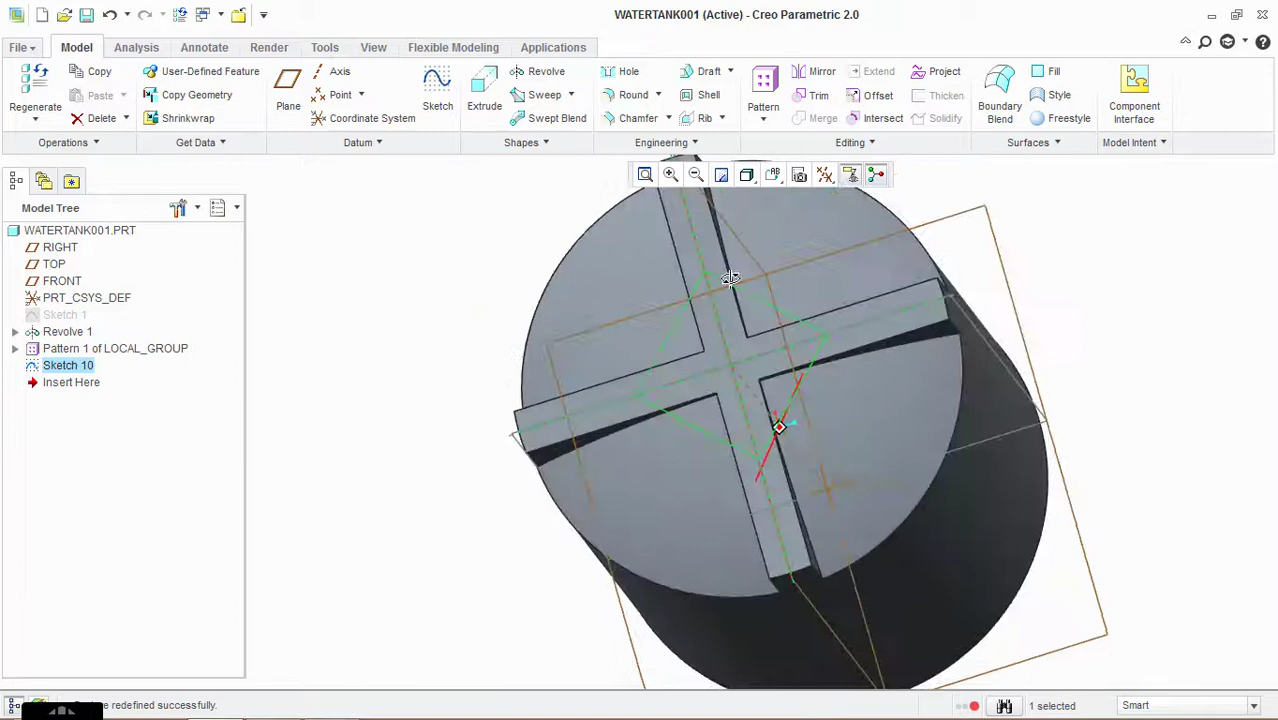 WATERTANK001 (Active) - Creo Parametric 2.0
File Model Analysis Annotate Render Tools View Flexible Modeling Applications
Regenerate Copy Paste Delete User-Defined Feature Copy Geometry Shrinkwrap Plane Axis Point Coordinate System Sketch Extrude Revolve Sweep Swept Blend Hole Round Chamfer Draft Shell Rib Pattern Mirror Trim Merge Extend Offset Intersect Project Thicken Solidify Boundary Blend Fill Style Freestyle Component Interface
Operations Get Data Datum Shapes Engineering Editing Surfaces Model Intent
Model Tree
WATERTANK001.PRT
RIGHT
TOP
FRONT
PRT_CSYS_DEF
Sketch 1
Revolve 1
Pattern 1 of LOCAL_GROUP
Sketch 10
Insert Here
redefined successfully. 1 selected Smart